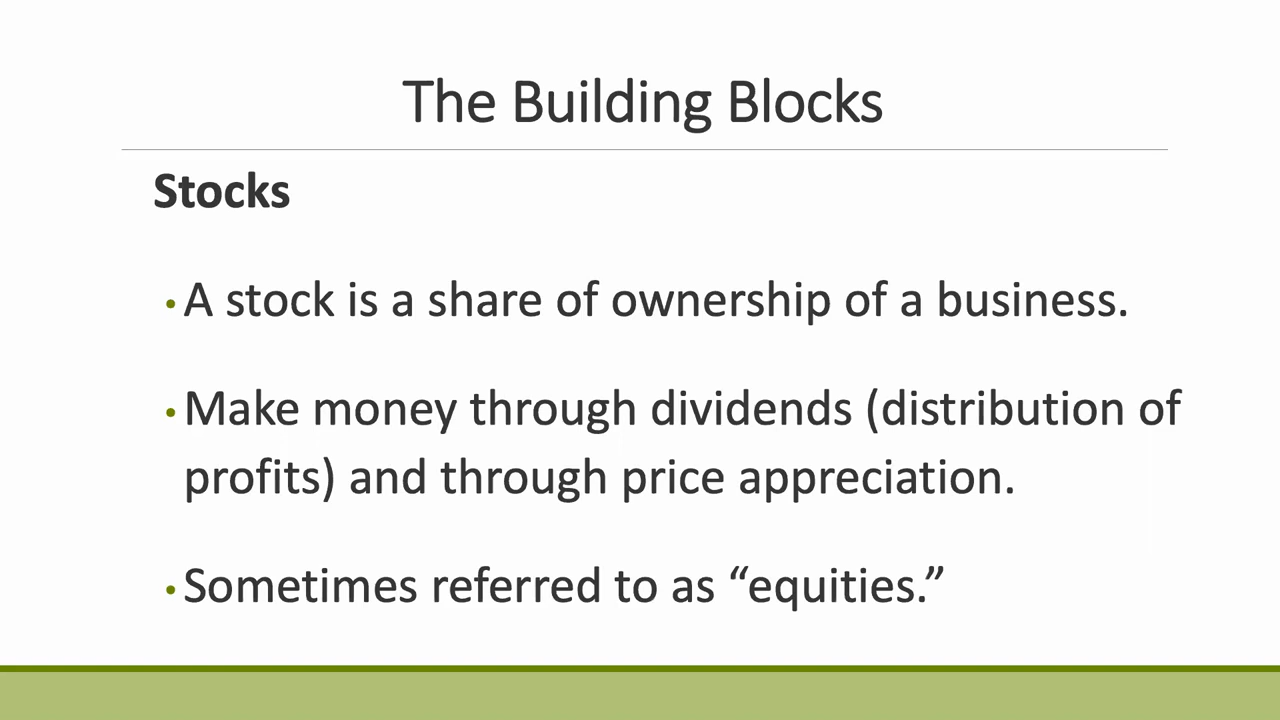 The Building Blocks
Stocks
• A stock is a share of ownership of a business.
• Make money through dividends (distribution of
profits) and through price appreciation.
• Sometimes referred to as “equities.”